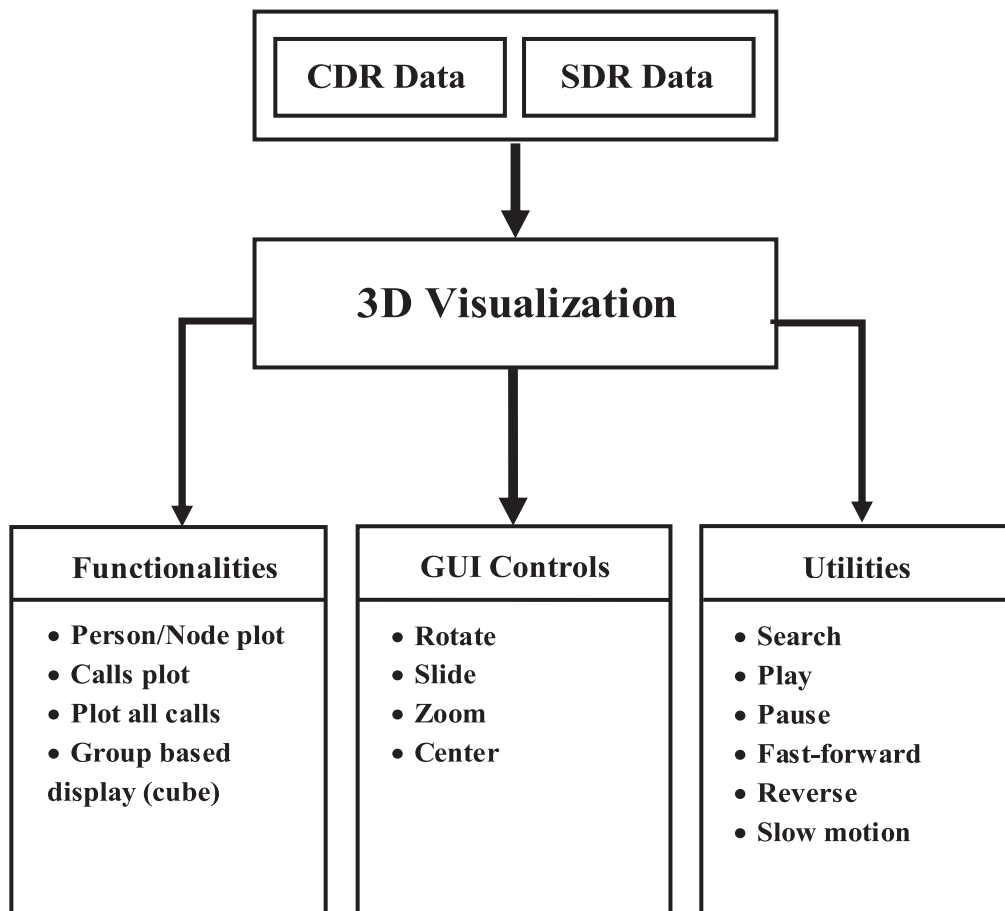 CDR Data
SDR Data
3D Visualization
Functionalities
• Person/Node plot
• Calls plot
• Plot all calls
• Group based
display (cube)
GUI Controls
• Rotate
• Slide
• Zoom
• Center
Utilities
• Search
• Play
• Pause
• Fast-forward
• Reverse
• Slow motion